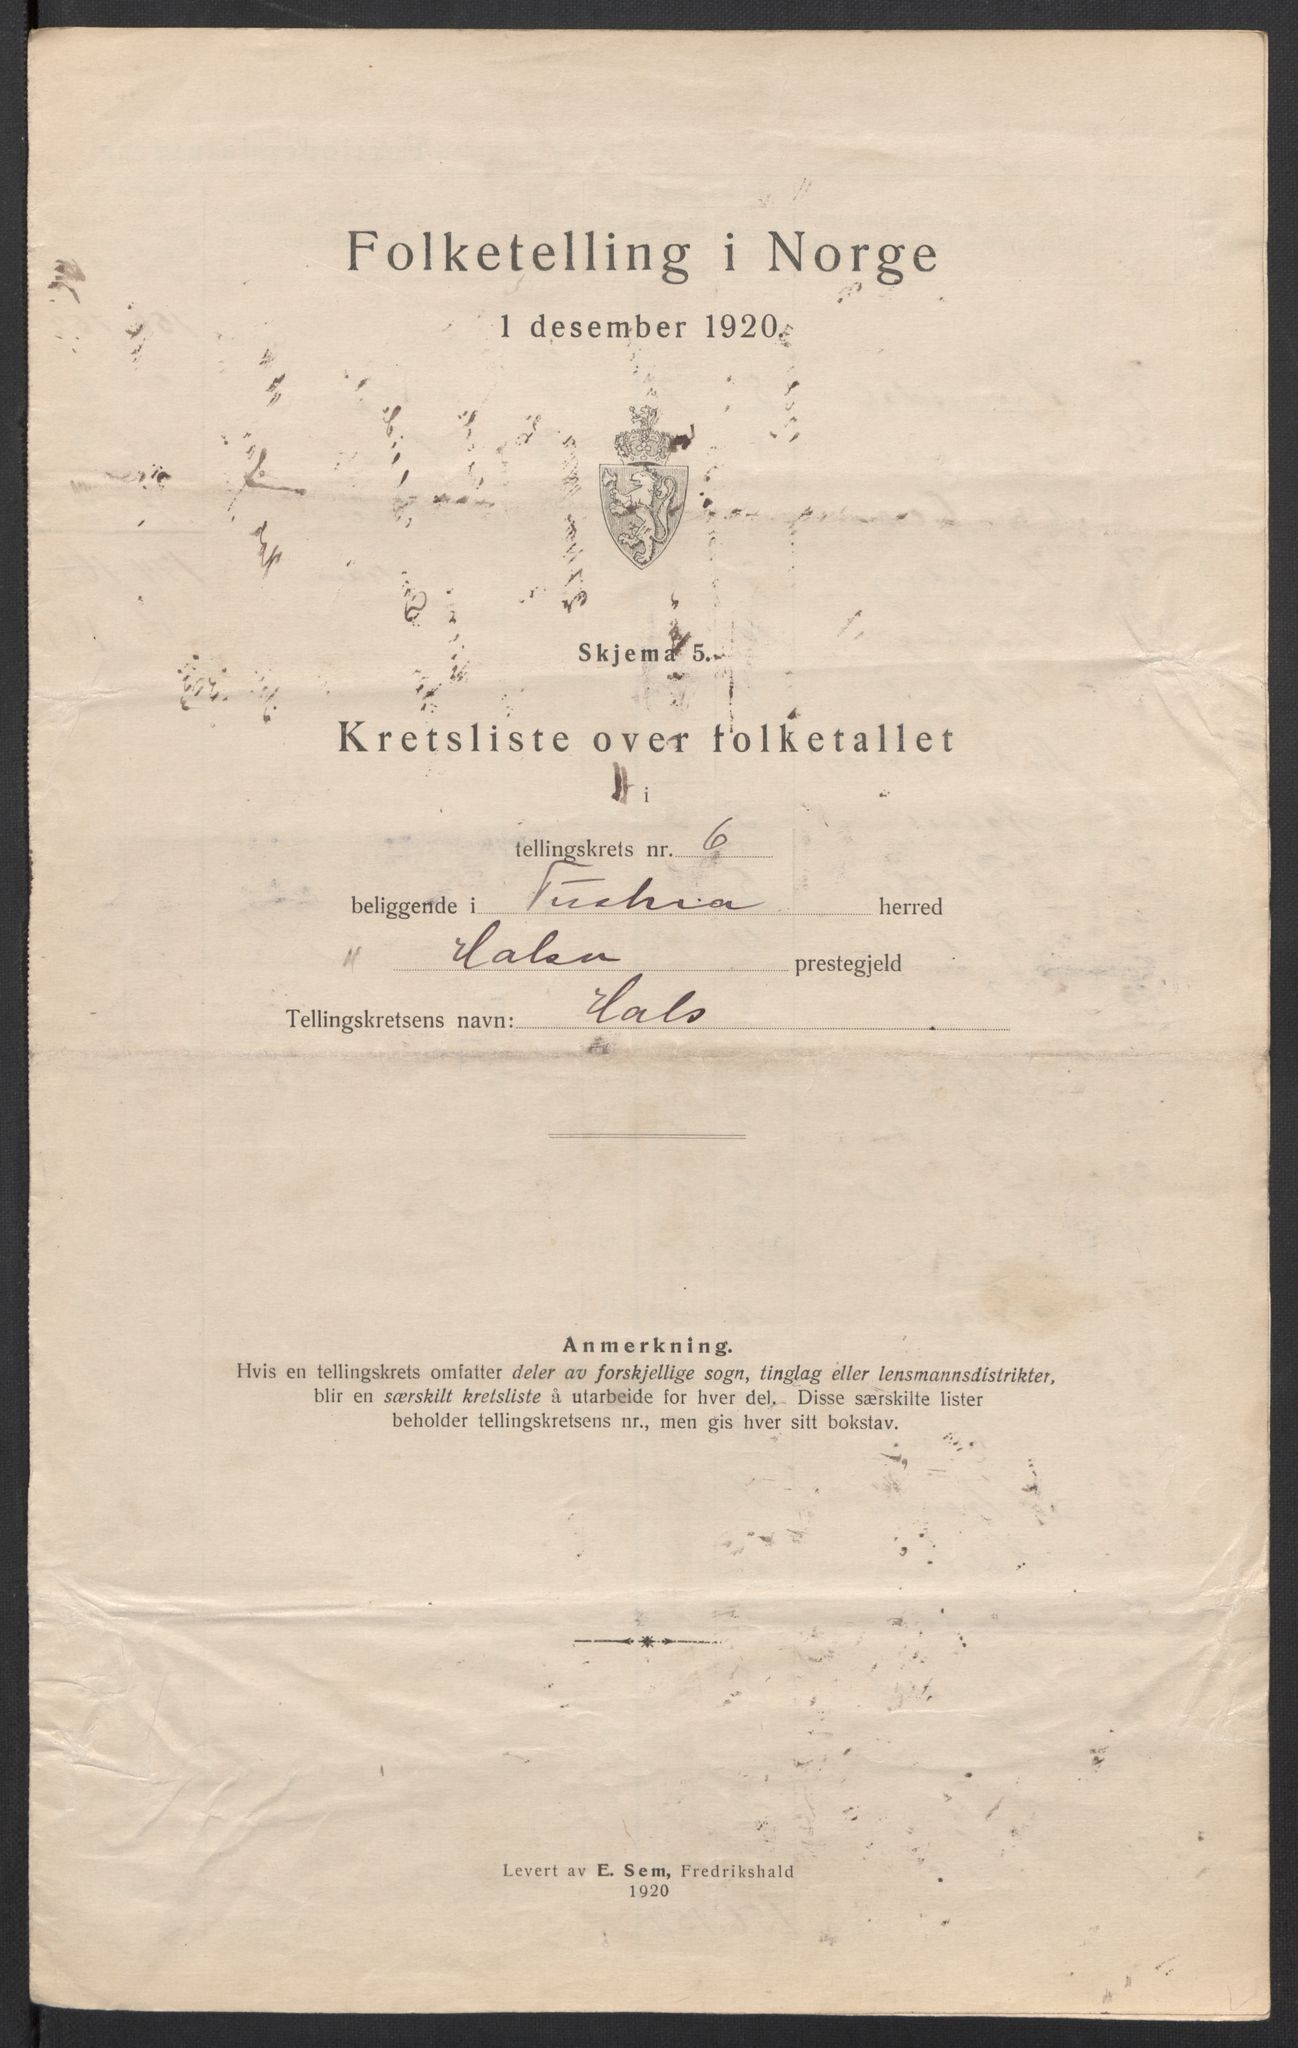 Folketelling i Norge
1 desember 1920.
Skjema 5.
Kretsliste over folketallet
i
tellingskrets nr. 6
beliggende i Tustna herred
" Halsa prestegjeld
Tellingskretsens navn: Hals
Anmerkning.
Hvis en tellingskrets omfatter deler av forskjellige sogn, tinglag eller lensmannsdistrikter,
blir en særskilt kretsliste å utarbeide for hver del. Disse særskilte lister
beholder tellingskretsens nr., men gis hver sitt bokstav.
Levert av E. Sem, Fredrikshald
1920